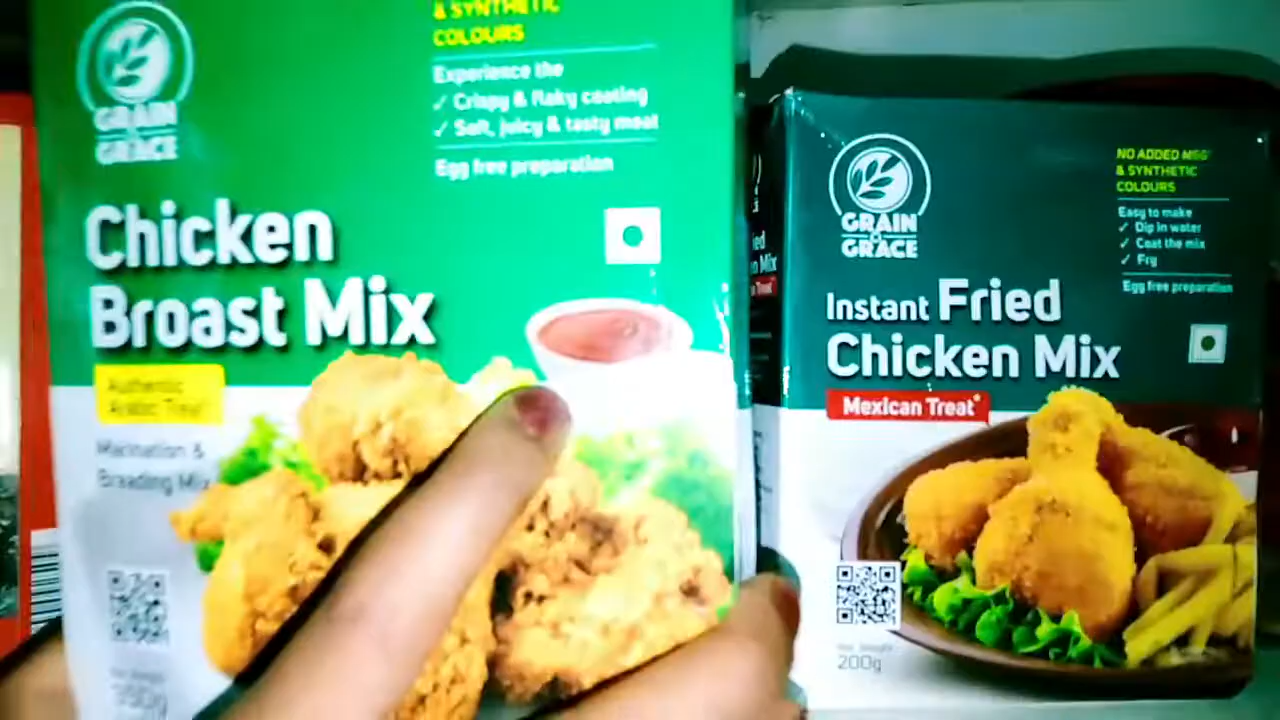 & SYNTHETIC
COLOURS
Experience the
✓ Crispy & flaky coating
✓ Soft, juicy & tasty meat
Egg free preparation
GRAIN
&
GRACE
Chicken
Broast Mix
Authentic
Arabic
Marination &
Breading Mix
NO ADDED MSG*
& SYNTHETIC
COLOURS
Easy to make
✓ Dip in water
✓ Coat the mix
✓ Fry
Egg free preparation
GRAIN
&
GRACE
Instant Fried
Chicken Mix
Mexican Treat*
200g